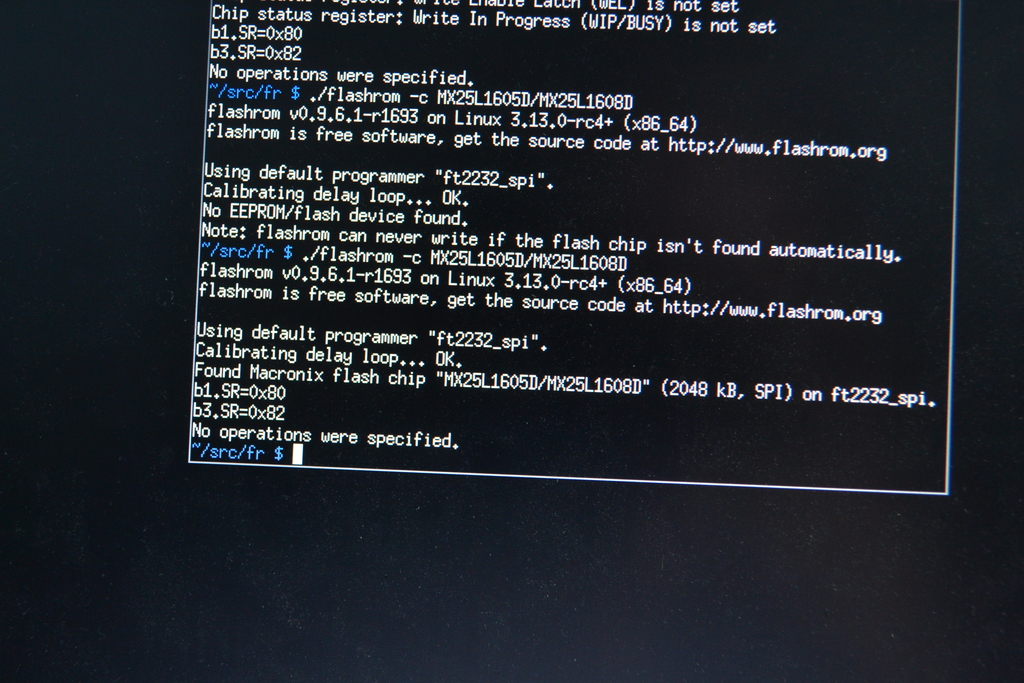 Chip status register: Write Enable Latch (WEL) is not set
Chip status register: Write In Progress (WIP/BUSY) is not set
b1.SR=0x80
b3.SR=0x82
No operations were specified.
~/src/fr $ ./flashrom -c MX25L1605D/MX25L1608D
flashrom v0.9.6.1-r1693 on Linux 3.13.0-rc4+ (x86_64)
flashrom is free software, get the source code at http://www.flashrom.org
Using default programmer "ft2232_spi".
Calibrating delay loop... OK.
No EEPROM/flash device found.
Note: flashrom can never write if the flash chip isn't found automatically.
~/src/fr $ ./flashrom -c MX25L1605D/MX25L1608D
flashrom v0.9.6.1-r1693 on Linux 3.13.0-rc4+ (x86_64)
flashrom is free software, get the source code at http://www.flashrom.org
Using default programmer "ft2232_spi".
Calibrating delay loop... OK.
Found Macronix flash chip "MX25L1605D/MX25L1608D" (2048 kB, SPI) on ft2232_spi.
b1.SR=0x80
b3.SR=0x82
No operations were specified.
~/src/fr $